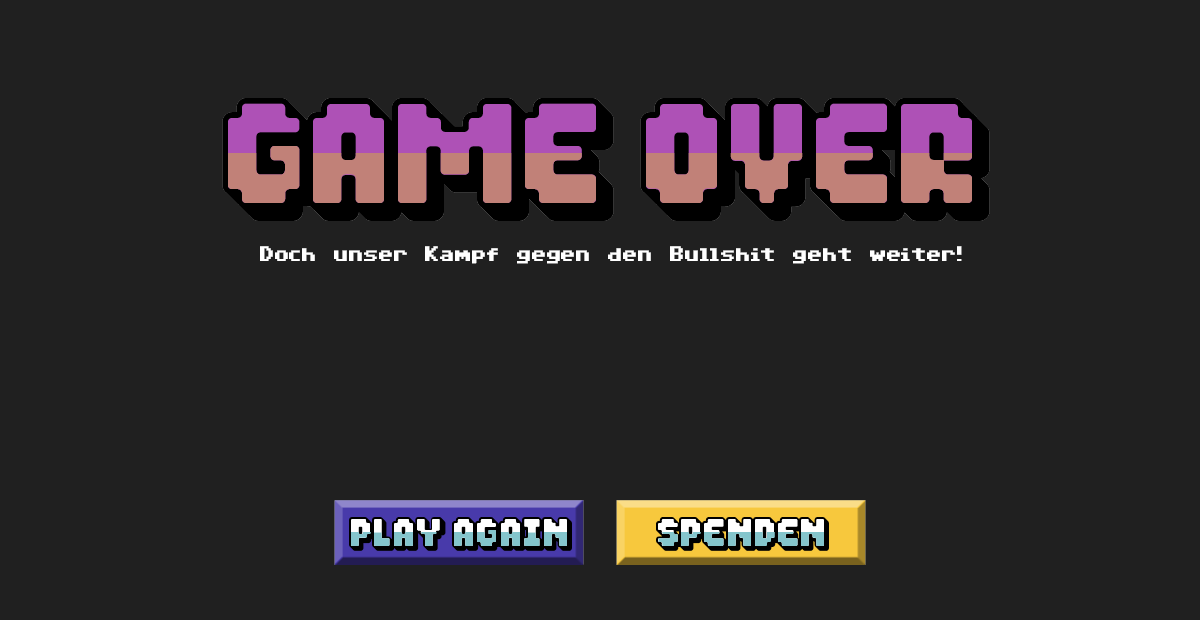 GAME OVER
Doch unser Kampf gegen den Bullshit geht weiter!
PLAY AGAIN
SPENDEN